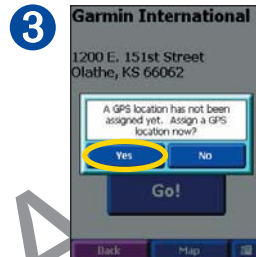 3
Garmin International
1200 E. 151st Street
Olathe, KS 66062
A GPS location has not been
assigned yet. Assign a GPS
location now?
Yes No
Go!
Back Map